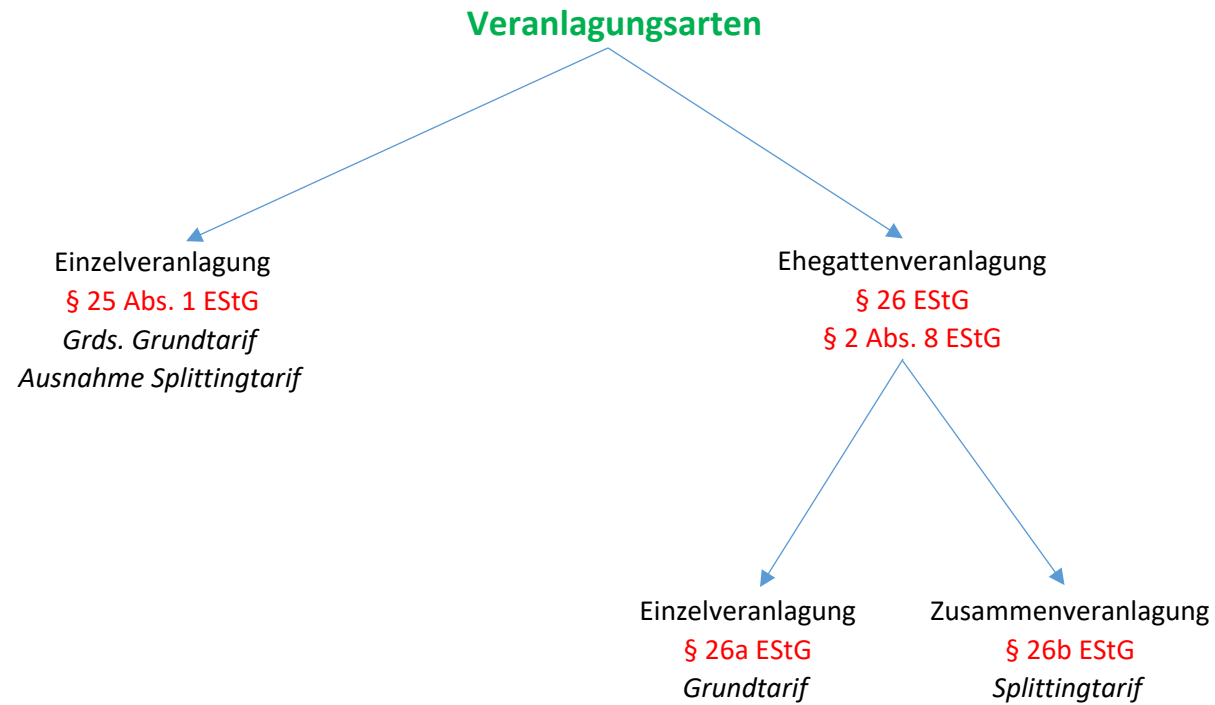 Veranlagungsarten
Einzelveranlagung
§ 25 Abs. 1 EStG
Grds. Grundtarif
Ausnahme Splittingtarif
Ehegattenveranlagung
§ 26 EStG
§ 2 Abs. 8 EStG
Einzelveranlagung
§ 26a EStG
Grundtarif
Zusammenveranlagung
§ 26b EStG
Splittingtarif